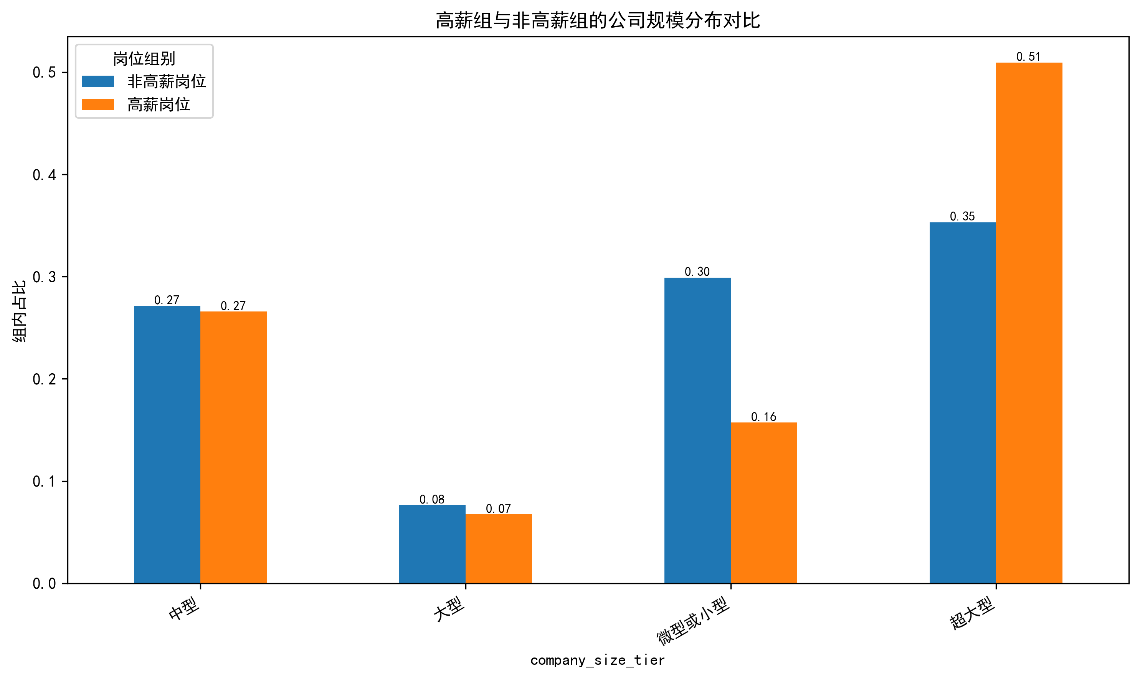 高薪组与非高薪组的公司规模分布对比
岗位组别
非高薪岗位
高薪岗位
组内占比
0.5
0.4
0.3
0.2
0.1
0.0
0.27
0.27
0.08
0.07
0.30
0.16
0.35
0.51
中型
大型
微型或小型
超大型
company_size_tier